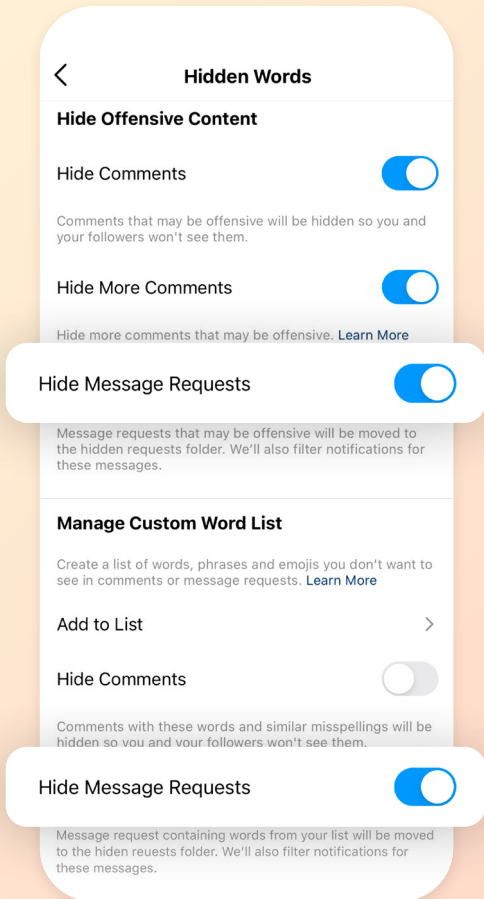 Hidden Words
Hide Offensive Content
Hide Comments
Comments that may be offensive will be hidden so you and
your followers won't see them.
Hide More Comments
Hide more comments that may be offensive. Learn More
Hide Message Requests
Message requests that may be offensive will be moved to
the hidden requests folder. We'll also filter notifications for
these messages.
Manage Custom Word List
Create a list of words, phrases and emojis you don't want to
see in comments or message requests. Learn More
Add to List
Hide Comments
Comments with these words and similar misspellings will be
hidden so you and your followers won't see them.
Hide Message Requests
Message request containing words from your list will be moved
to the hiden reuests folder. We'll also filter notifications for
these messages.